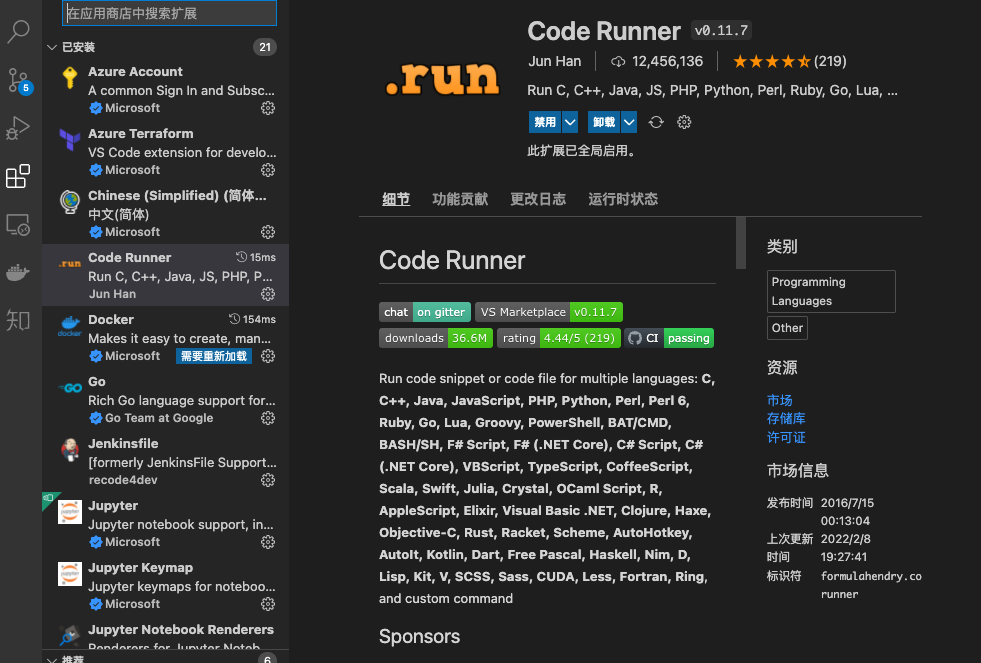 在应用商店中搜索扩展
已安装
21
Azure Account
A common Sign In and Subsc...
Microsoft
Azure Terraform
VS Code extension for develo...
Microsoft
Chinese (Simplified) (简体...
中文(简体)
Microsoft
.run
Code Runner
15ms
Run C, C++, Java, JS, PHP, P...
Jun Han
docker
Docker
154ms
Makes it easy to create, man...
Microsoft
需要重新加载
GO
Go
Rich Go language support for...
Go Team at Google
Jenkinsfile
[formerly JenkinsFile Support...
recode4dev
jupyter
Jupyter
Jupyter notebook support, in...
Microsoft
jupyter
Jupyter Keymap
Jupyter keymaps for noteboo...
Microsoft
Jupyter Notebook Renderers
Renderers for Jupyter Noteb...
推荐
6
5
知
.run
Code Runner
v0.11.7
Jun Han
12,456,136
(219)
Run C, C++, Java, JS, PHP, Python, Perl, Ruby, Go, Lua, ...
禁用
卸载
此扩展已全局启用。
细节
功能贡献
更改日志
运行时状态
Code Runner
chat on gitter
VS Marketplace v0.11.7
downloads 36.6M
rating 4.44/5 (219)
CI passing
Run code snippet or code file for multiple languages: C,
C++, Java, JavaScript, PHP, Python, Perl, Perl 6,
Ruby, Go, Lua, Groovy, PowerShell, BAT/CMD,
BASH/SH, F# Script, F# (.NET Core), C# Script, C#
(.NET Core), VBScript, TypeScript, CoffeeScript,
Scala, Swift, Julia, Crystal, OCaml Script, R,
AppleScript, Elixir, Visual Basic .NET, Clojure, Haxe,
Objective-C, Rust, Racket, Scheme, AutoHotkey,
AutoIt, Kotlin, Dart, Free Pascal, Haskell, Nim, D,
Lisp, Kit, V, SCSS, Sass, CUDA, Less, Fortran, Ring,
and custom command
Sponsors
类别
Programming
Languages
Other
资源
市场
存储库
许可证
市场信息
发布时间 2016/7/15
00:13:04
上次更新 2022/2/8
时间 19:27:41
标识符 formulahendry.co
runner